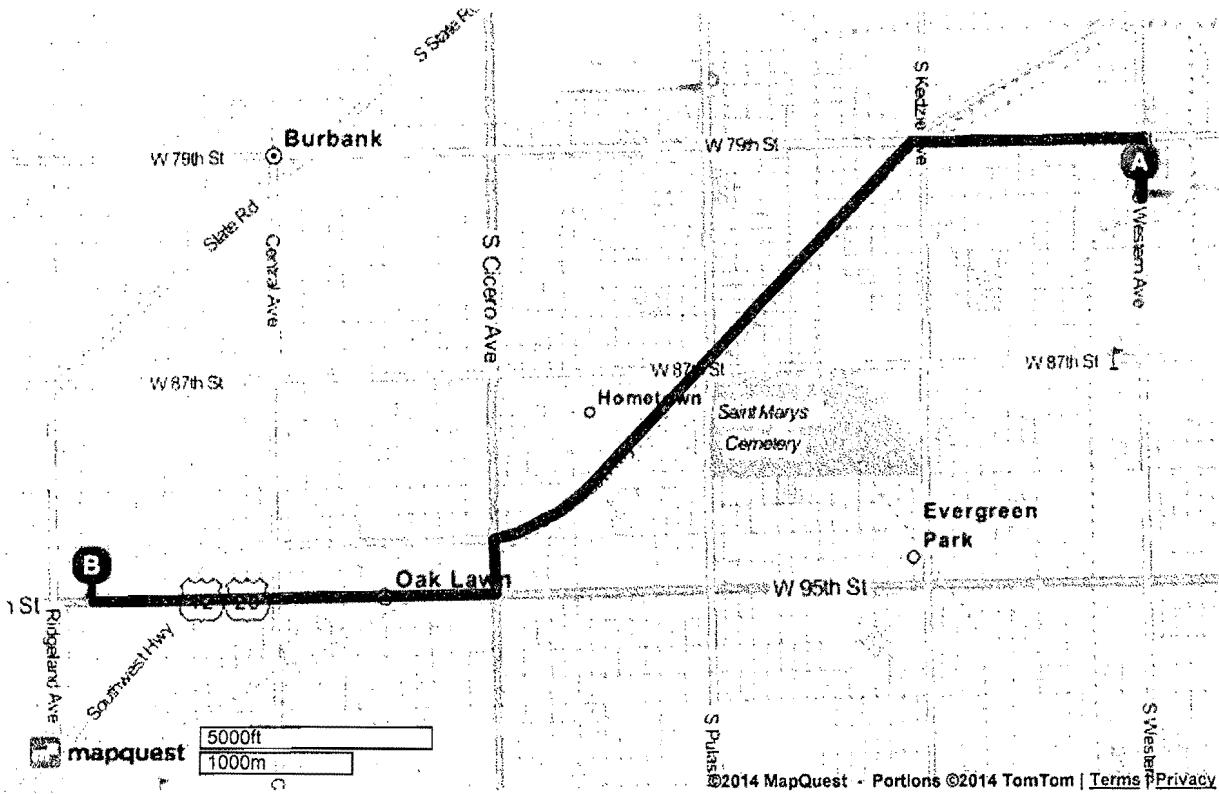 S State Rd
S Kedzie Ave
Burbank
W 79th St
W 79th St
A
State Rd
Central Ave
S Cicero Ave
Western Ave
W 87th St
W 87th St
W 87th St
Hometown
Saint Marys
Cemetery
Evergreen
Park
B
Oak Lawn
W 95th St
12
20
St
Ridgeland Ave
Southwest Hwy
S Pulas
S Western
mapquest
5000ft
1000m
©2014 MapQuest - Portions ©2014 TomTom | Terms | Privacy